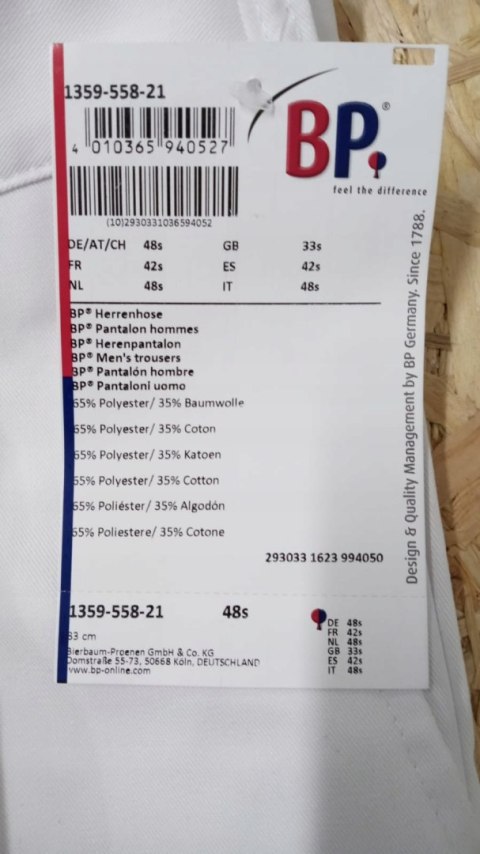 1359-558-21
4 010365 940527
BP.®
feel the difference
(10)2930331036594052
DE/AT/CH 48s GB 33s
FR 42s ES 42s
NL 48s IT 48s
BP® Herrenhose
BP® Pantalon hommes
BP® Herenpantalon
BP® Men's trousers
BP® Pantalón hombre
BP® Pantaloni uomo
65% Polyester/ 35% Baumwolle
65% Polyester/ 35% Coton
65% Polyester/ 35% Katoen
65% Polyester/ 35% Cotton
65% Poliéster/ 35% Algodón
65% Poliestere/ 35% Cotone
293033 1623 994050
Design & Quality Management by BP Germany. Since 1788.
1359-558-21 48s
83 cm
Bierbaum-Proenen GmbH & Co. KG
Domstraße 55-73, 50668 Köln, DEUTSCHLAND
www.bp-online.com
DE 48s
FR 42s
NL 48s
GB 33s
ES 42s
IT 48s